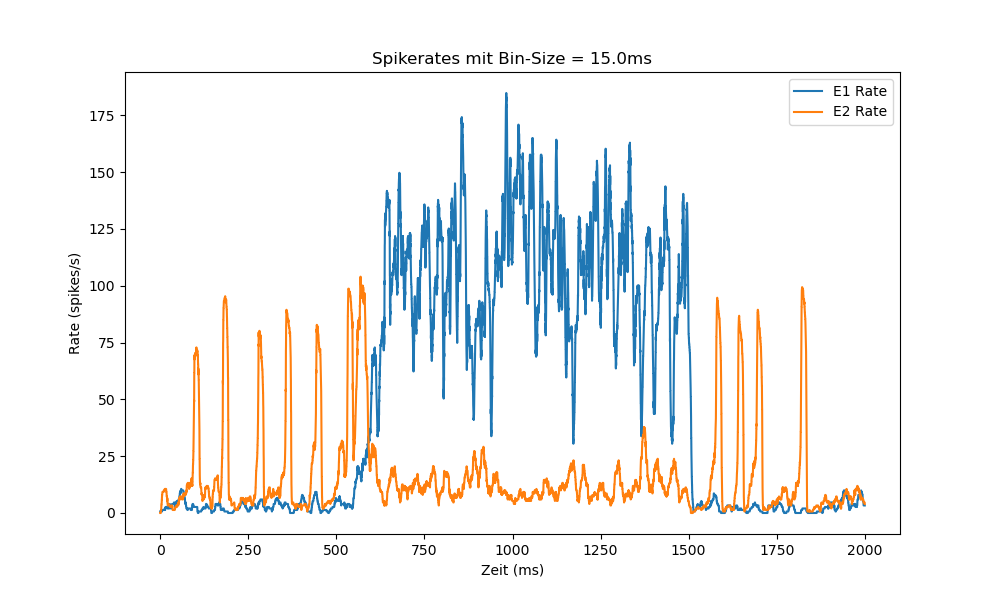 Spikerates mit Bin-Size = 15.0ms
E1 Rate
E2 Rate
175
150
125
100
75
50
25
0
Rate (spikes/s)
0 250 500 750 1000 1250 1500 1750 2000
Zeit (ms)